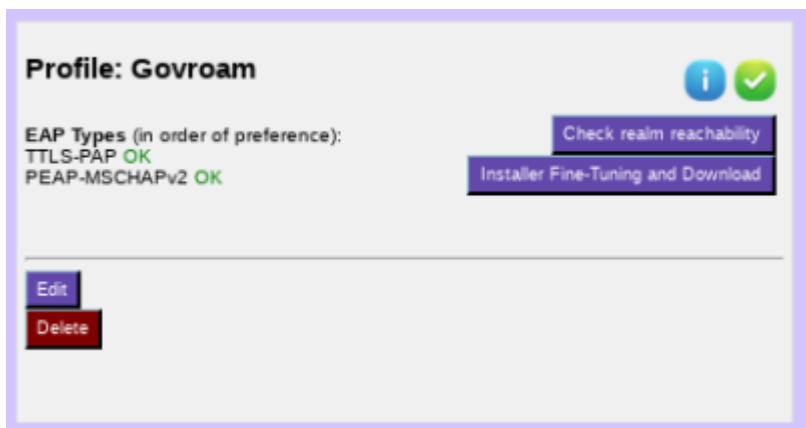 Profile: Govroam
EAP Types (in order of preference):
TTLS-PAP OK
PEAP-MSCHAPv2 OK
Check realm reachability
Installer Fine-Tuning and Download
Edit
Delete